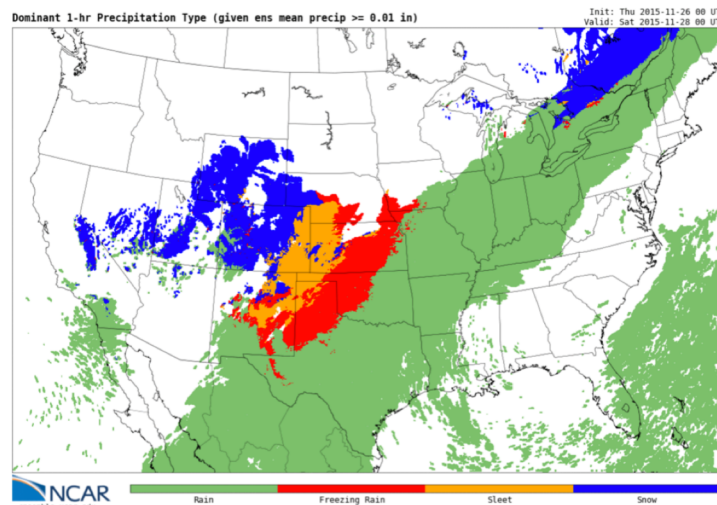 Dominant 1-hr Precipitation Type (given ens mean precip >= 0.01 in)
Init: Thu 2015-11-26 00 U
Valid: Sat 2015-11-28 00 U
NCAR
Rain
Freezing Rain
Sleet
Snow